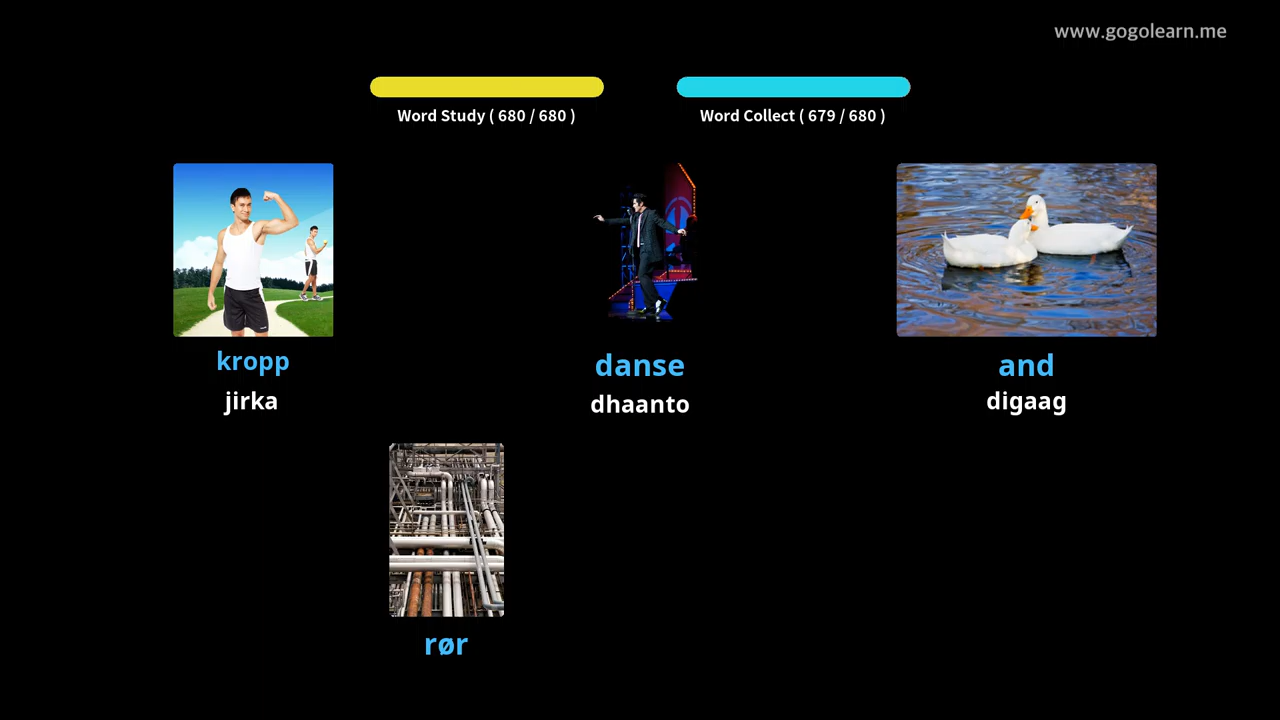 www.gogolearn.me
Word Study ( 680 / 680 )
Word Collect ( 679 / 680 )
kropp
jirka
danse
dhaanto
and
digaag
rør